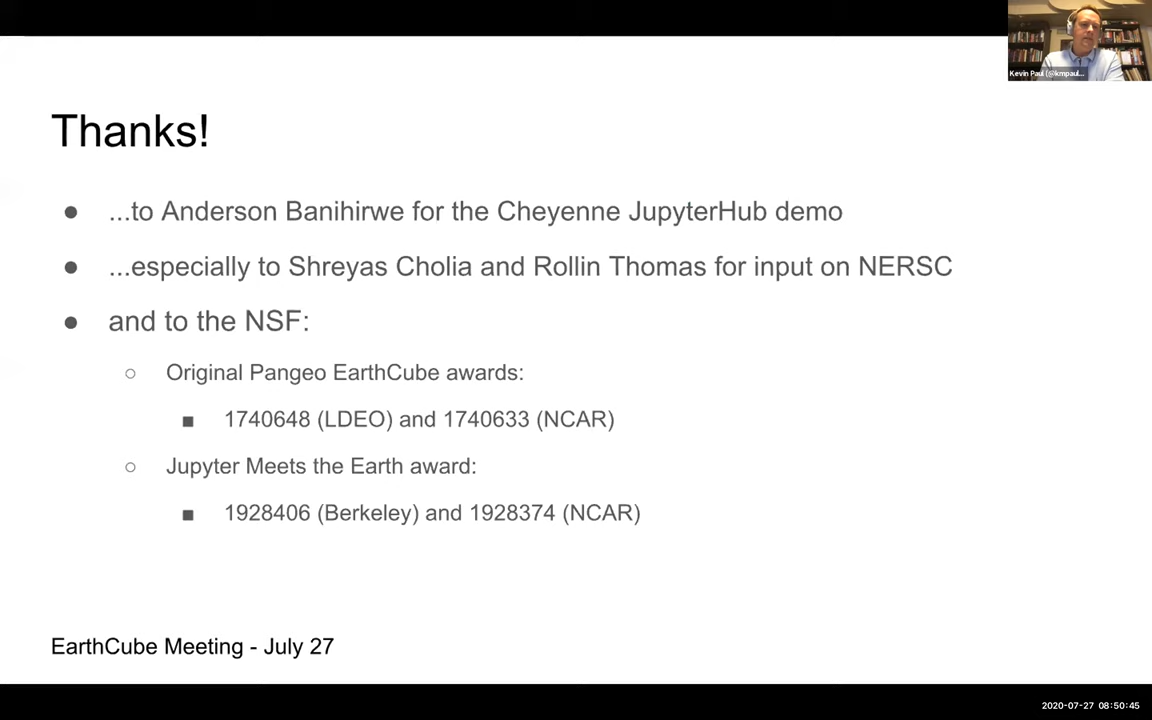 Kevin Paul (@kmpaul...
Thanks!
● ...to Anderson Banihirwe for the Cheyenne JupyterHub demo
● ...especially to Shreyas Cholia and Rollin Thomas for input on NERSC
● and to the NSF:
○ Original Pangeo EarthCube awards:
■ 1740648 (LDEO) and 1740633 (NCAR)
○ Jupyter Meets the Earth award:
■ 1928406 (Berkeley) and 1928374 (NCAR)
EarthCube Meeting - July 27
2020-07-27 08:50:45